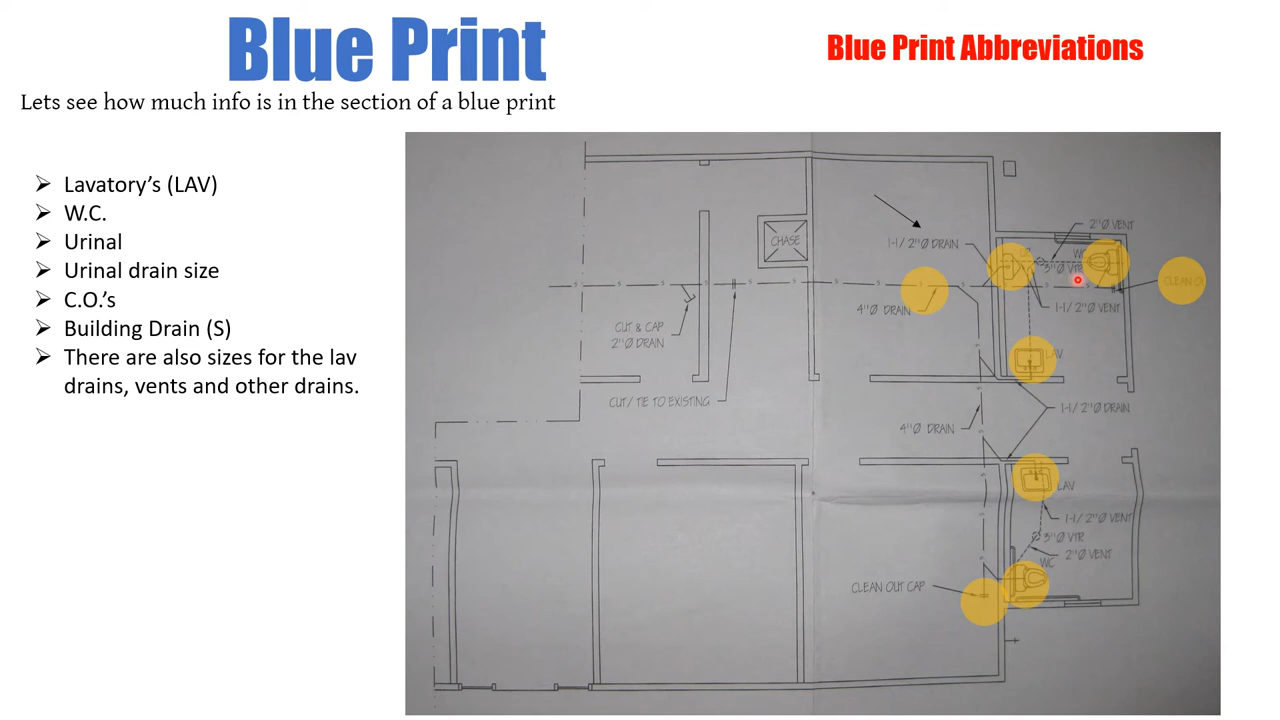 Blue Print
Blue Print Abbreviations
Lets see how much info is in the section of a blue print
Lavatory's (LAV)
W.C.
Urinal
Urinal drain size
C.O.'s
Building Drain (S)
There are also sizes for the lav
drains, vents and other drains.
2"Ø VENT
CHASE
1-1/2"Ø DRAIN
WC
3"Ø VTR
CLEAN
4"Ø DRAIN
1-1/2"Ø VENT
CUT & CAP
2"Ø DRAIN
LAV
CUT/ TIE TO EXISTING
1-1/2"Ø DRAIN
4"Ø DRAIN
LAV
1-1/2"Ø VENT
3"Ø VTR
2"Ø VENT
WC
CLEAN OUT CAP